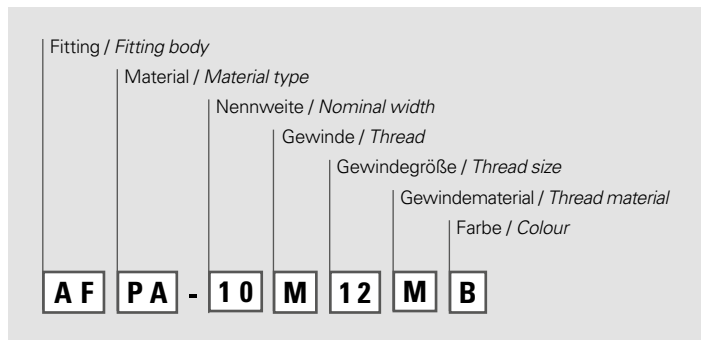 Fitting / Fitting body
Material / Material type
Nennweite / Nominal width
Gewinde / Thread
Gewindegröße / Thread size
Gewindematerial / Thread material
Farbe / Colour
AF PA - 10 M 12 M B